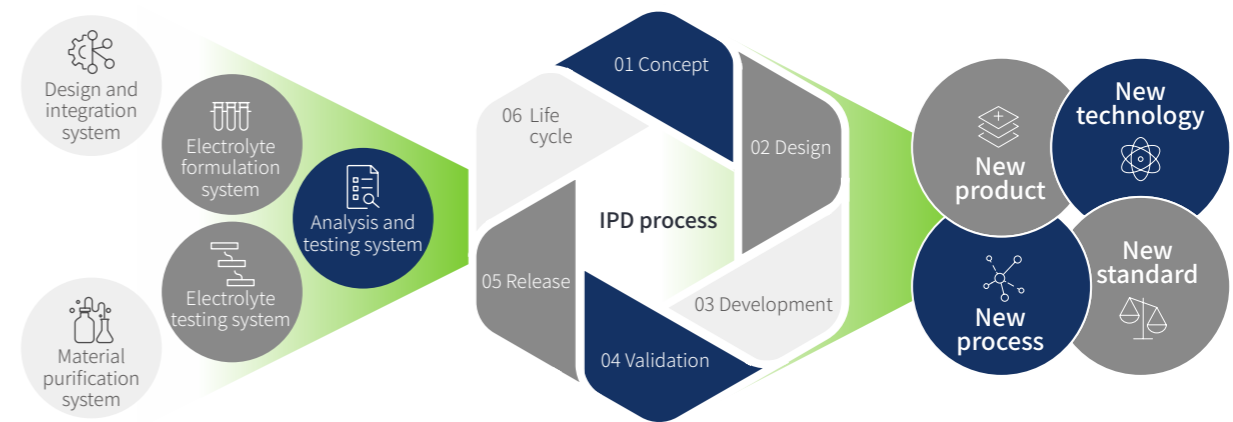 Design and
integration
system
Electrolyte
formulation
system
Analysis and
testing system
Electrolyte
testing system
Material
purification
system
01 Concept
02 Design
03 Development
04 Validation
05 Release
06 Life
cycle
IPD process
New
product
New
technology
New
process
New
standard